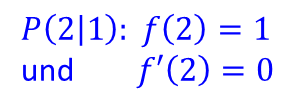 P(2|1): f(2) = 1
und f'(2) = 0